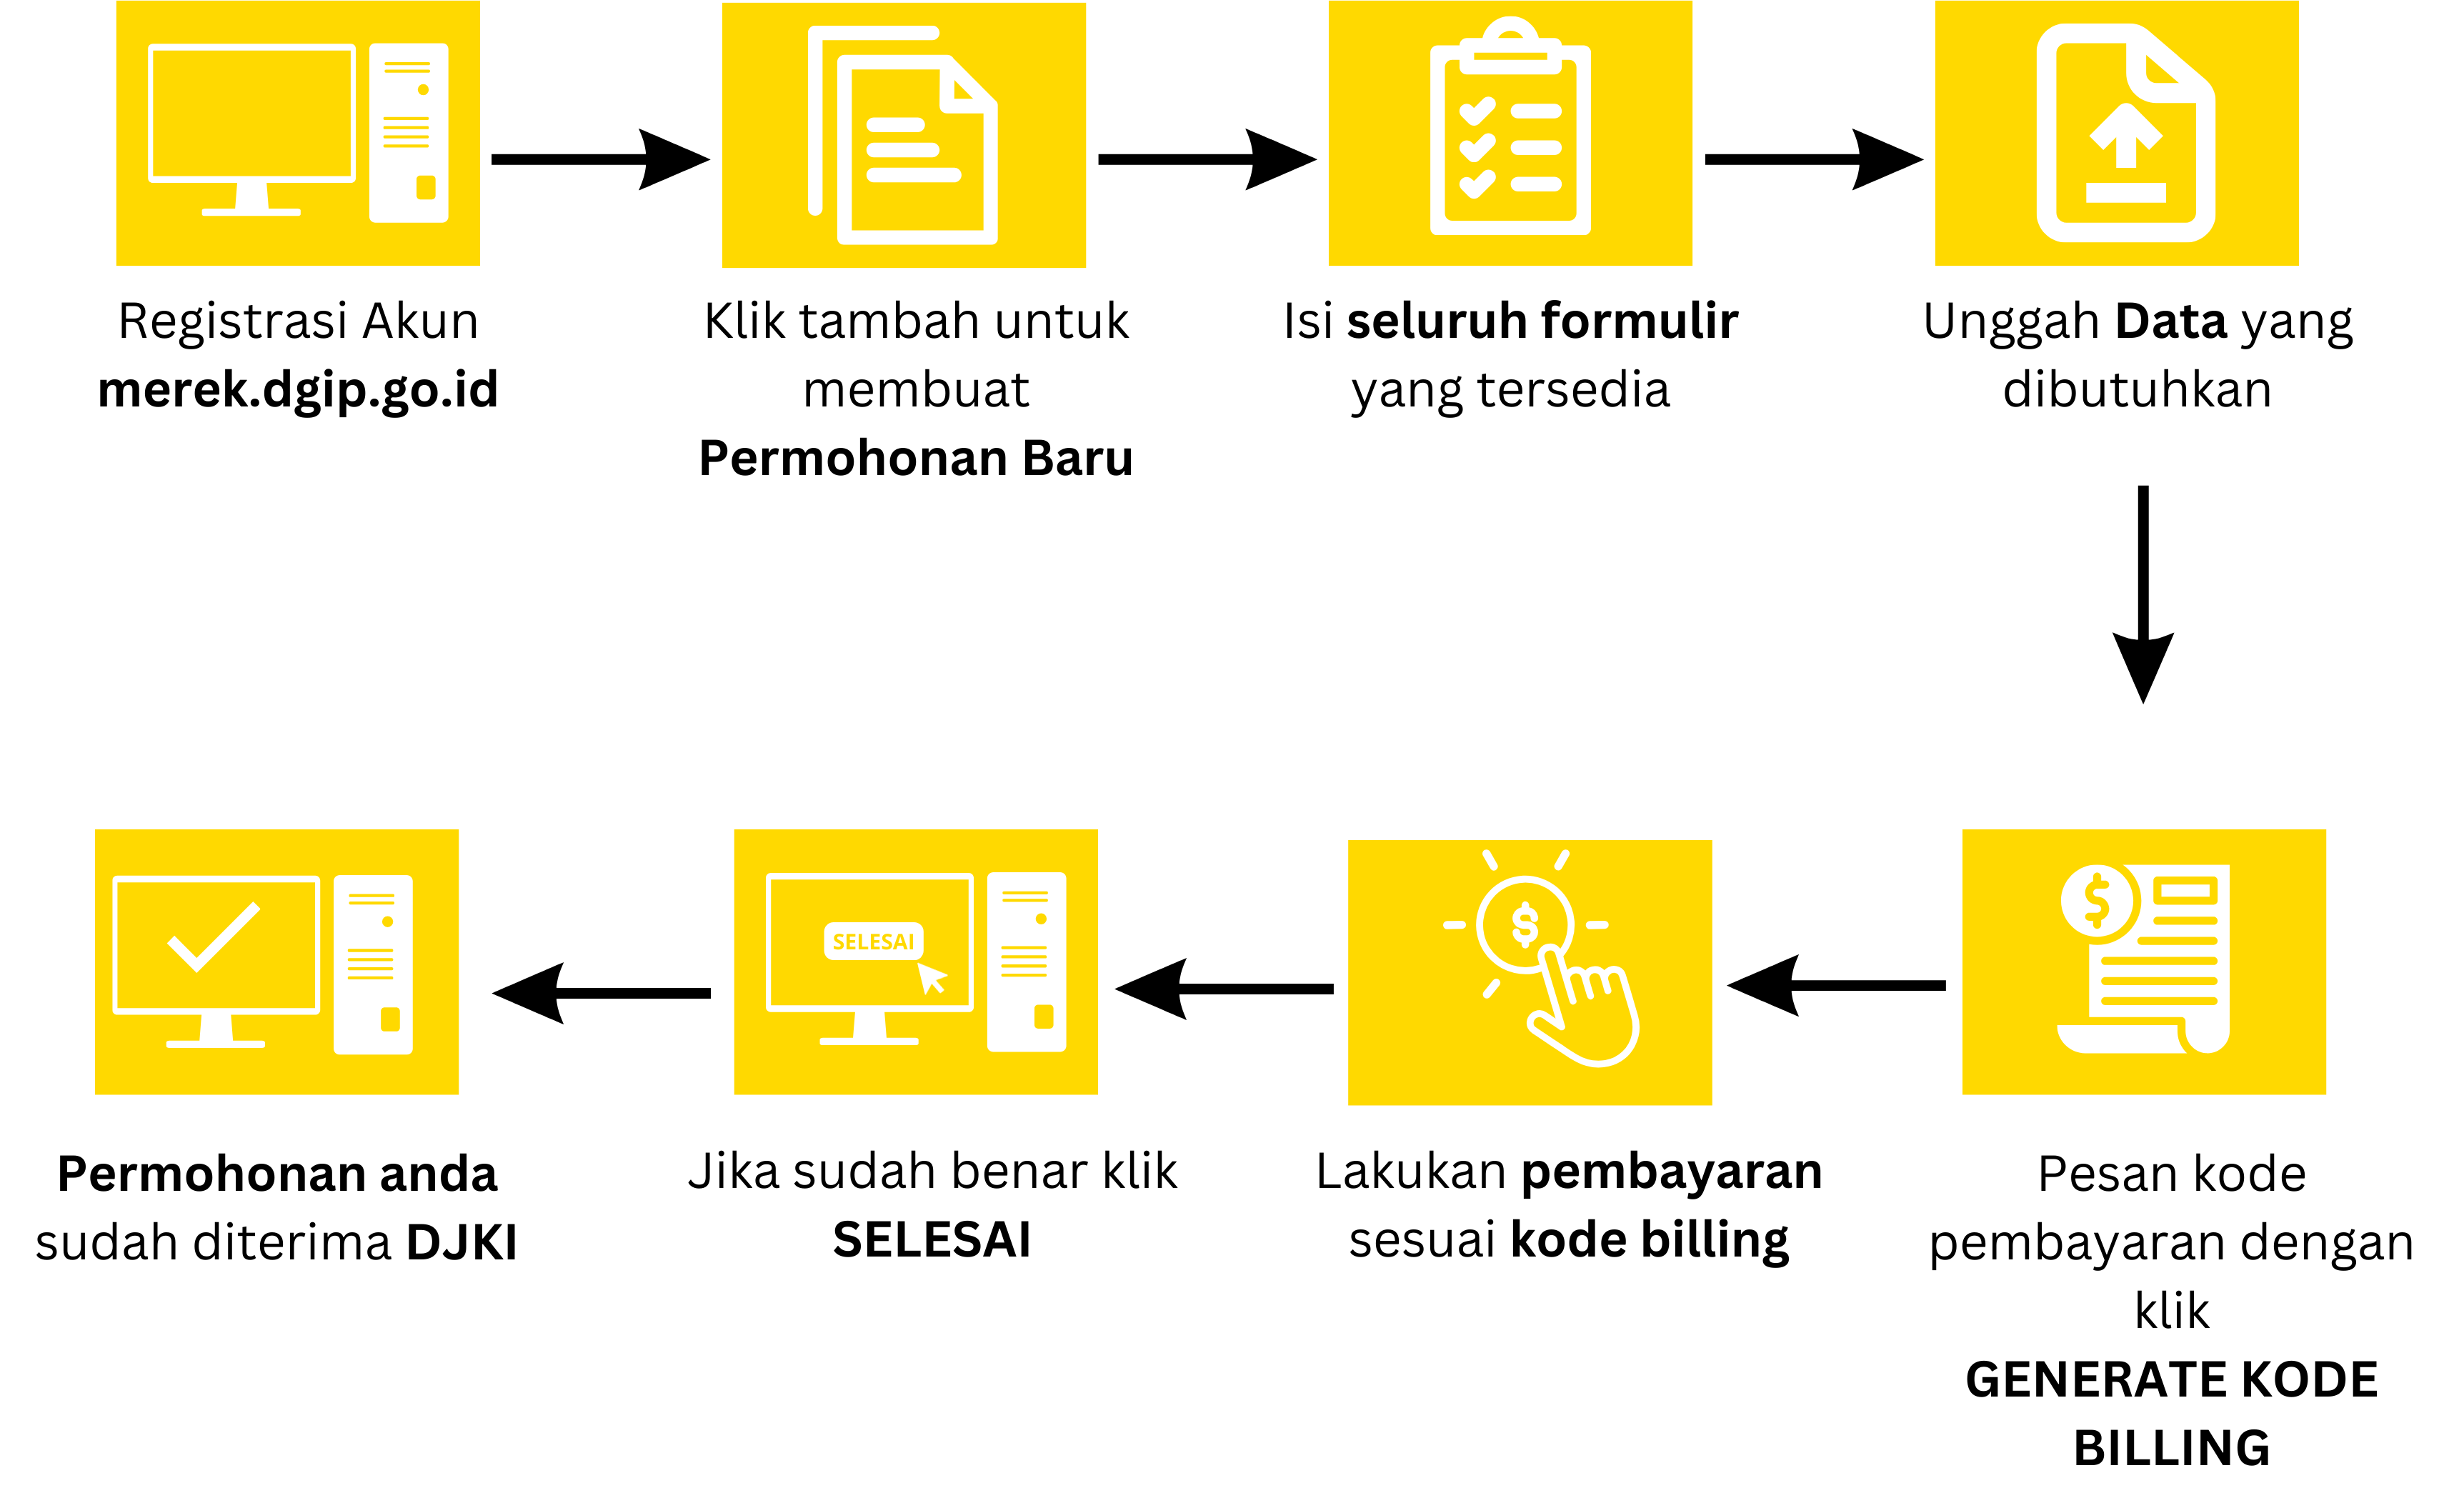 Registrasi Akun
merek.dgip.go.id
Klik tambah untuk
membuat
Permohonan Baru
Isi seluruh formulir
yang tersedia
Unggah Data yang
dibutuhkan
Pesan kode
pembayaran dengan
klik
GENERATE KODE
BILLING
Lakukan pembayaran
sesuai kode billing
SELESAI
Jika sudah benar klik
SELESAI
Permohonan anda
sudah diterima DJKI